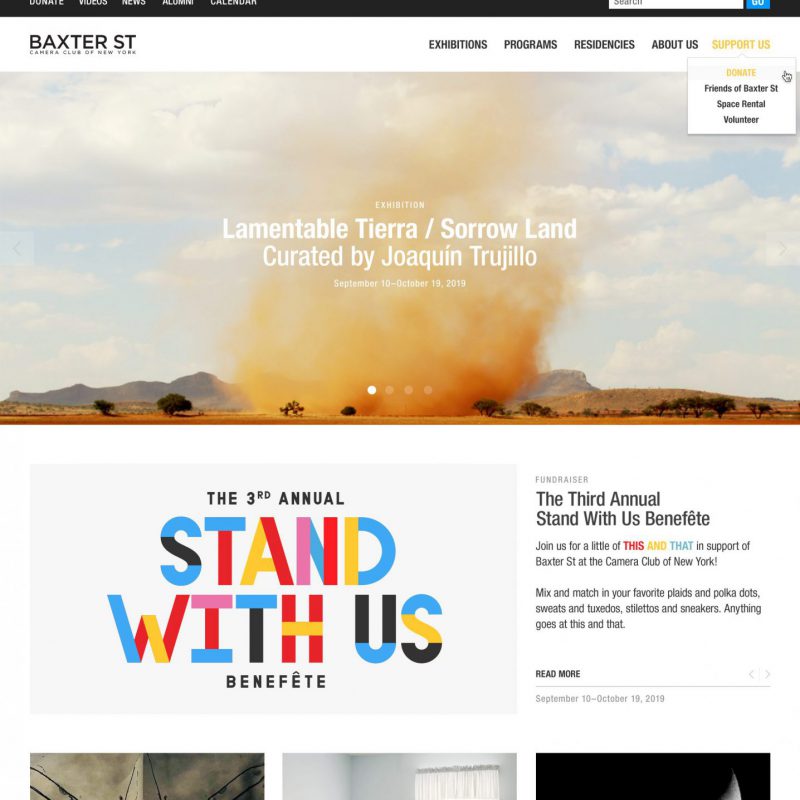 DONATE VIDEOS NEWS ALUMNI CALENDAR Search GO
BAXTER ST
CAMERA CLUB OF NEW YORK
EXHIBITIONS PROGRAMS RESIDENCIES ABOUT US SUPPORT US
DONATE
Friends of Baxter St
Space Rental
Volunteer
EXHIBITION
Lamentable Tierra / Sorrow Land
Curated by Joaquín Trujillo
September 10–October 19, 2019
THE 3RD ANNUAL
STAND
WITH US
BENEFÊTE
FUNDRAISER
The Third Annual
Stand With Us Benefête
Join us for a little of THIS AND THAT in support of
Baxter St at the Camera Club of New York!
Mix and match in your favorite plaids and polka dots,
sweats and tuxedos, stilettos and sneakers. Anything
goes at this and that.
READ MORE
September 10–October 19, 2019